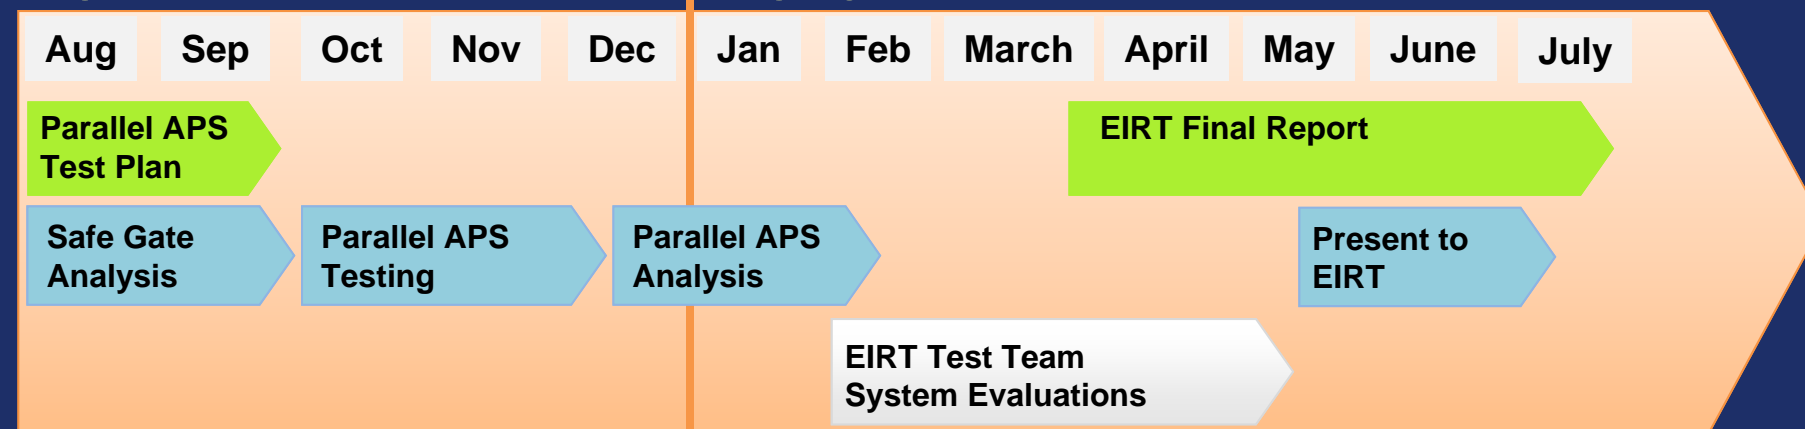 Aug Sep Oct Nov Dec Jan Feb March April May June July
Parallel APS
Test Plan
EIRT Final Report
Safe Gate
Analysis
Parallel APS
Testing
Parallel APS
Analysis
Present to
EIRT
EIRT Test Team
System Evaluations